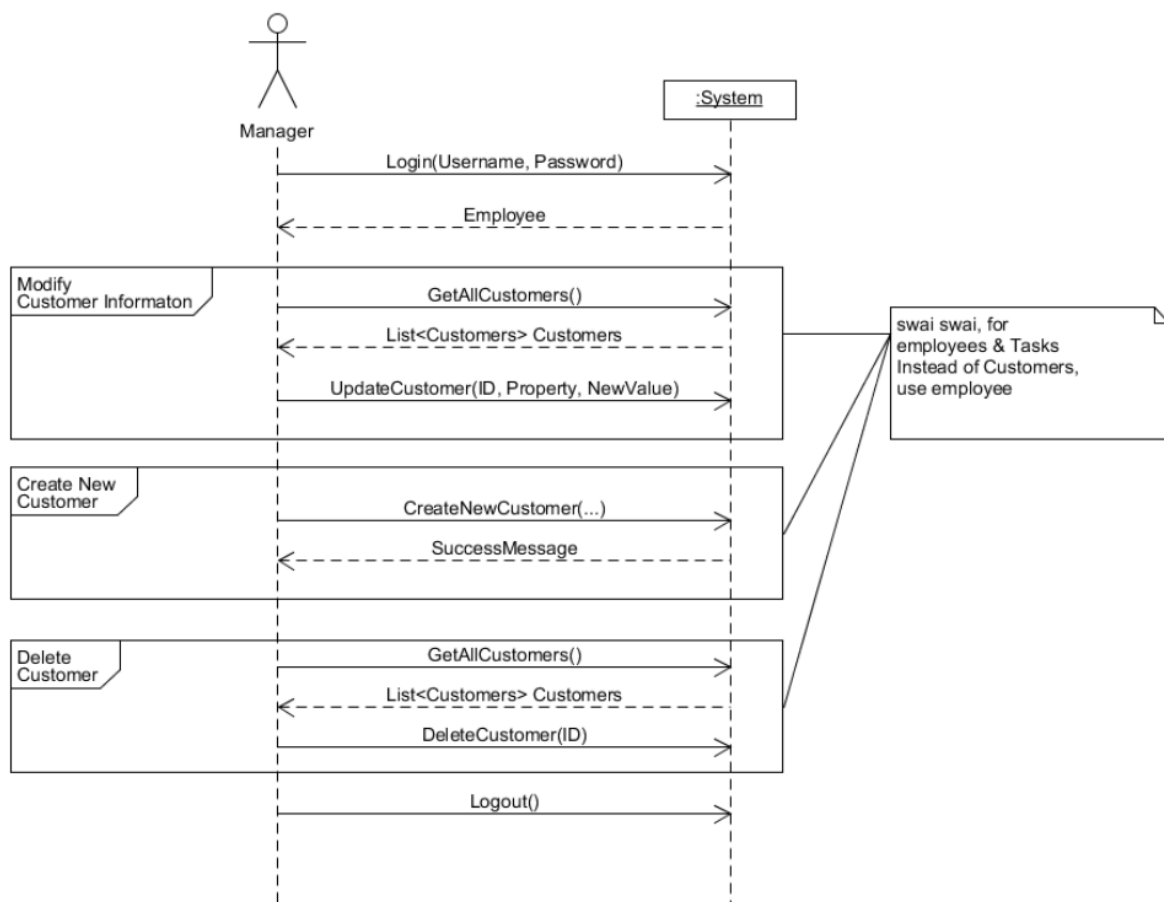 Manager
:System
Login(Username, Password)
Employee
Modify
Customer Informaton
GetAllCustomers()
List<Customers> Customers
UpdateCustomer(ID, Property, NewValue)
swai swai, for
employees & Tasks
Instead of Customers,
use employee
Create New
Customer
CreateNewCustomer(...)
SuccessMessage
Delete
Customer
GetAllCustomers()
List<Customers> Customers
DeleteCustomer(ID)
Logout()